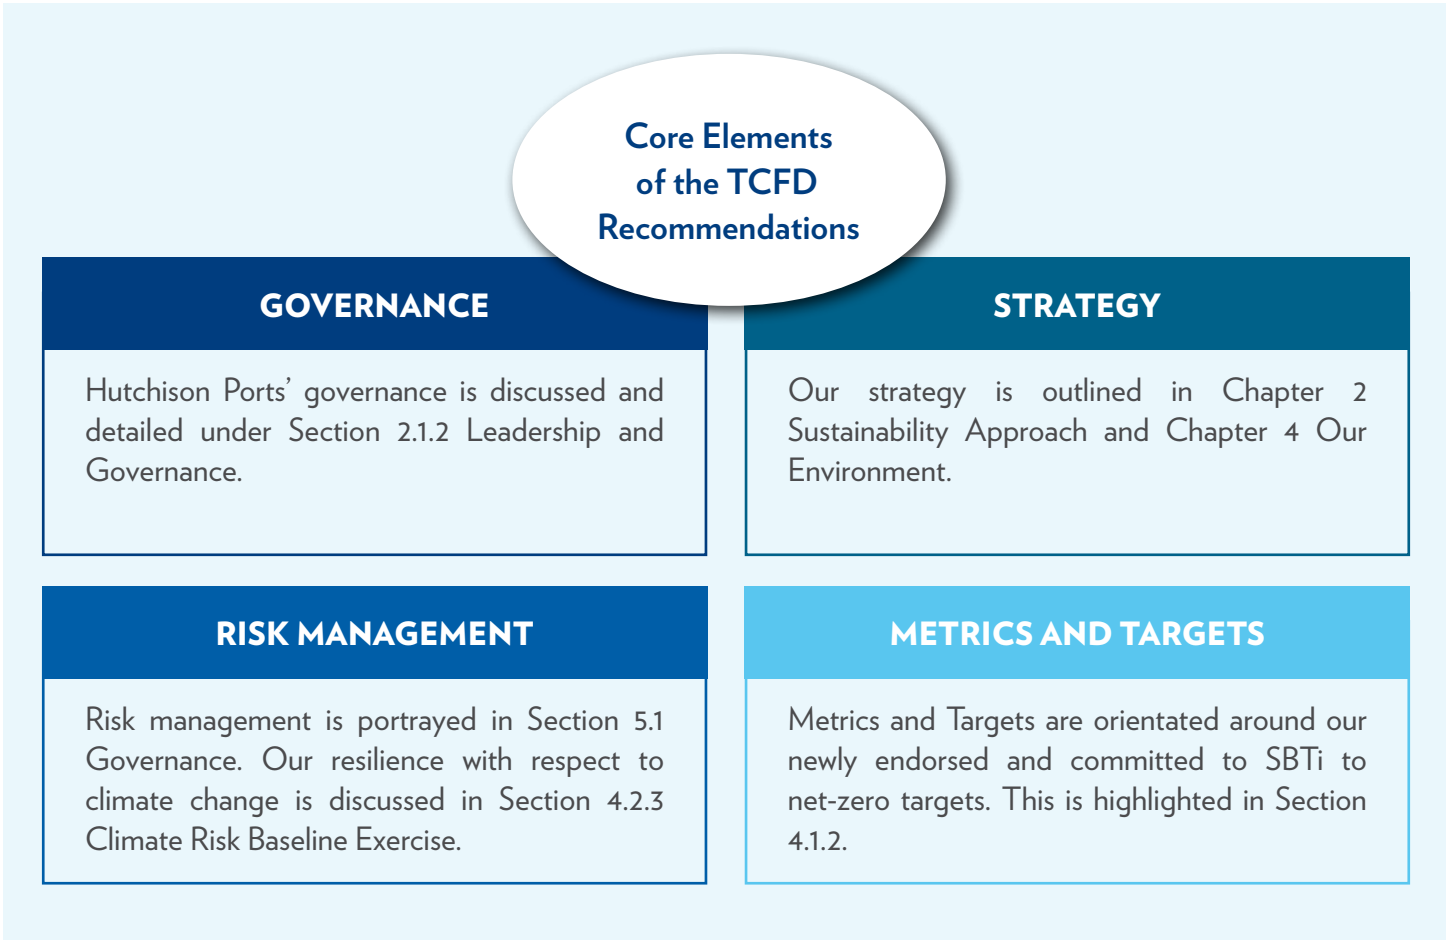 Core Elements
of the TCFD
Recommendations
GOVERNANCE
Hutchison Ports’ governance is discussed and
detailed under Section 2.1.2 Leadership and
Governance.
STRATEGY
Our strategy is outlined in Chapter 2
Sustainability Approach and Chapter 4 Our
Environment.
RISK MANAGEMENT
Risk management is portrayed in Section 5.1
Governance. Our resilience with respect to
climate change is discussed in Section 4.2.3
Climate Risk Baseline Exercise.
METRICS AND TARGETS
Metrics and Targets are orientated around our
newly endorsed and committed to SBTi to
net-zero targets. This is highlighted in Section
4.1.2.